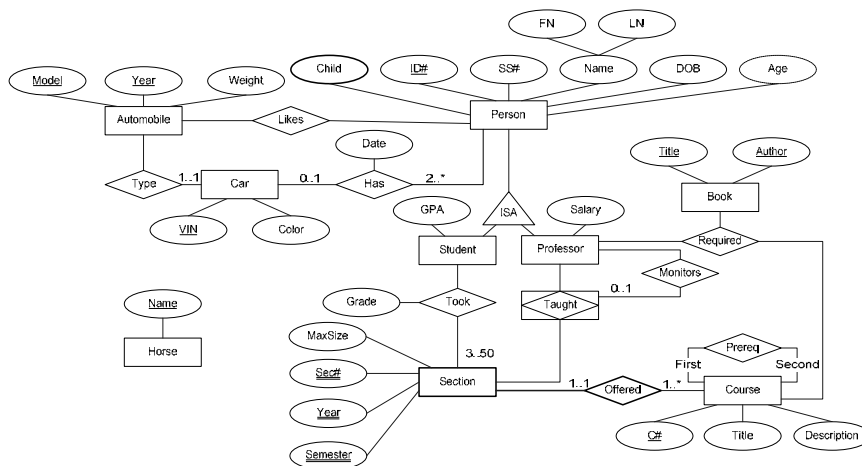 FN
LN
Model
Year
Weight
Child
ID#
SS#
Name
DOB
Age
Automobile
Likes
Person
Date
Title
Author
Type
1..1
Car
0..1
Has
2..*
Book
GPA
ISA
Salary
VIN
Color
Student
Professor
Required
Monitors
Name
Grade
Took
Taught
0..1
Horse
MaxSize
Prereq
3..50
First
Second
Sec#
Section
1..1
Offered
1..*
Course
Year
Semester
C#
Title
Description